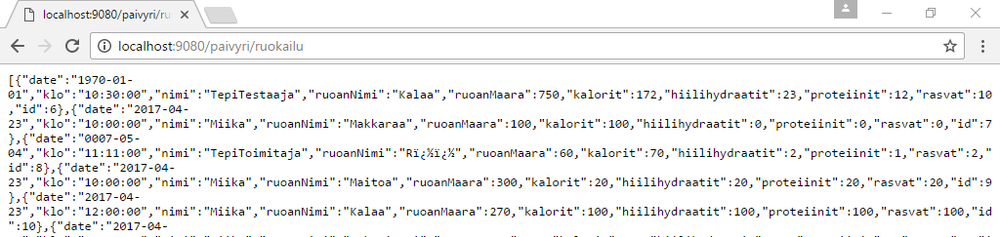 localhost:9080/paivyri/ru
localhost:9080/paivyri/ruokailu
[{"date":"1970-01-
01","klo":"10:30:00","nimi":"TepiTestaaja","ruoanNimi":"Kalaa","ruoanMaara":750,"kalorit":172,"hiilihydraatit":23,"proteiinit":12,"rasvat":10
,"id":6},{"date":"2017-04-
23","klo":"10:00:00","nimi":"Miika","ruoanNimi":"Makkaraa","ruoanMaara":100,"kalorit":100,"hiilihydraatit":0,"proteiinit":0,"rasvat":0,"id":7
},{"date":"0007-05-
04","klo":"11:11:00","nimi":"TepiToimitaja","ruoanNimi":"Rï¿½ï¿½","ruoanMaara":60,"kalorit":70,"hiilihydraatit":2,"proteiinit":1,"rasvat":2,"
id":8},{"date":"2017-04-
23","klo":"10:00:00","nimi":"Miika","ruoanNimi":"Maitoa","ruoanMaara":300,"kalorit":20,"hiilihydraatit":20,"proteiinit":20,"rasvat":20,"id":9
},{"date":"2017-04-
23","klo":"12:00:00","nimi":"Miika","ruoanNimi":"Kalaa","ruoanMaara":270,"kalorit":100,"hiilihydraatit":100,"proteiinit":100,"rasvat":100,"id
":10},{"date":"2017-04-